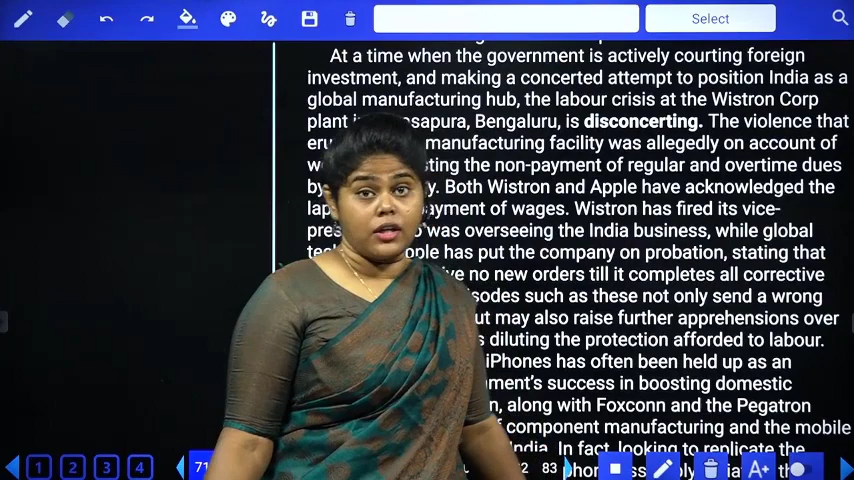 Select
At a time when the government is actively courting foreign
investment, and making a concerted attempt to position India as a
global manufacturing hub, the labour crisis at the Wistron Corp
plant asapura, Bengaluru, is disconcerting. The violence that
manufacturing facility was allegedly on account of
sting the non-payment of regular and overtime dues
by y. Both Wistron and Apple have acknowledged the
ayment of wages. Wistron has fired its vice-
was overseeing the India business, while global
ople has put the company on probation, stating that
ve no new orders till it completes all corrective
isodes such as these not only send a wrong
ut may also raise further apprehensions over
s diluting the protection afforded to labour.
iPhones has often been held up as an
nment's success in boosting domestic
n, along with Foxconn and the Pegatron
f component manufacturing and the mobile
India. In fact, looking to replicate the
1 2 3 4 71 2 83 A+